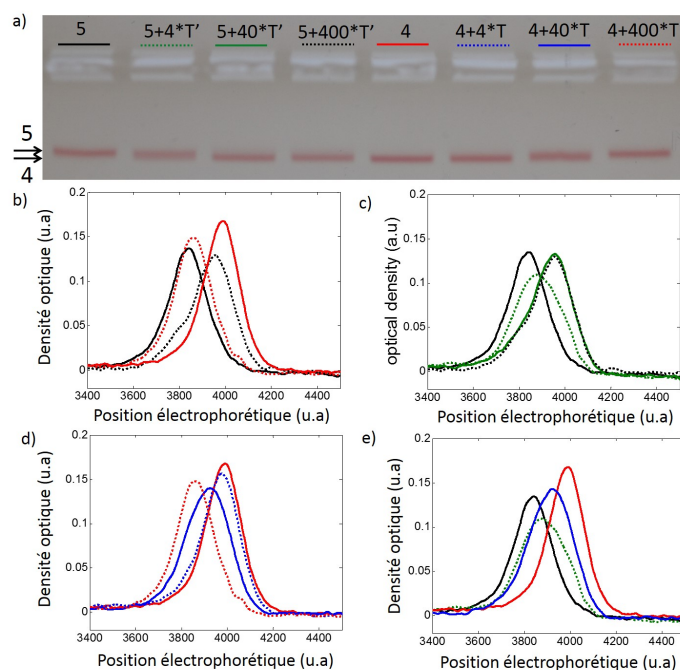 a) 5 5+4*T’ 5+40*T’ 5+400*T’ 4 4+4*T 4+40*T 4+400*T
5
4
b) c)
0.2 0.2
0.15 0.15
0.1 0.1
0.05 0.05
0 0
Densité optique (u.a) optical density (a.u)
3400 3600 3800 4000 4200 4400 3400 3600 3800 4000 4200 4400
Position électrophorétique (u.a) Position électrophorétique (u.a)
d) e)
0.2 0.2
0.15 0.15
0.1 0.1
0.05 0.05
0 0
Densité optique (u.a) Densité optique (u.a)
3400 3600 3800 4000 4200 4400 3400 3600 3800 4000 4200 4400
Position électrophorétique (u.a) Position électrophorétique (u.a)